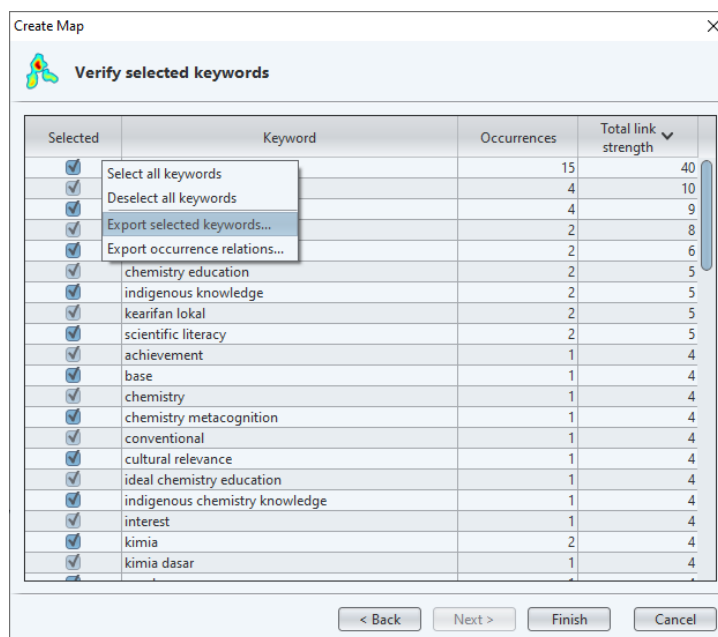 Create Map
Verify selected keywords
Selected Keyword Occurrences Total link strength
15 40
4 10
4 9
2 8
2 6
Select all keywords
Deselect all keywords
Export selected keywords...
Export occurrence relations...
chemistry education 2 5
indigenous knowledge 2 5
kearifan lokal 2 5
scientific literacy 2 5
achievement 1 4
base 1 4
chemistry 1 4
chemistry metacognition 1 4
conventional 1 4
cultural relevance 1 4
ideal chemistry education 1 4
indigenous chemistry knowledge 1 4
interest 1 4
kimia 2 4
kimia dasar 1 4
< Back Next > Finish Cancel